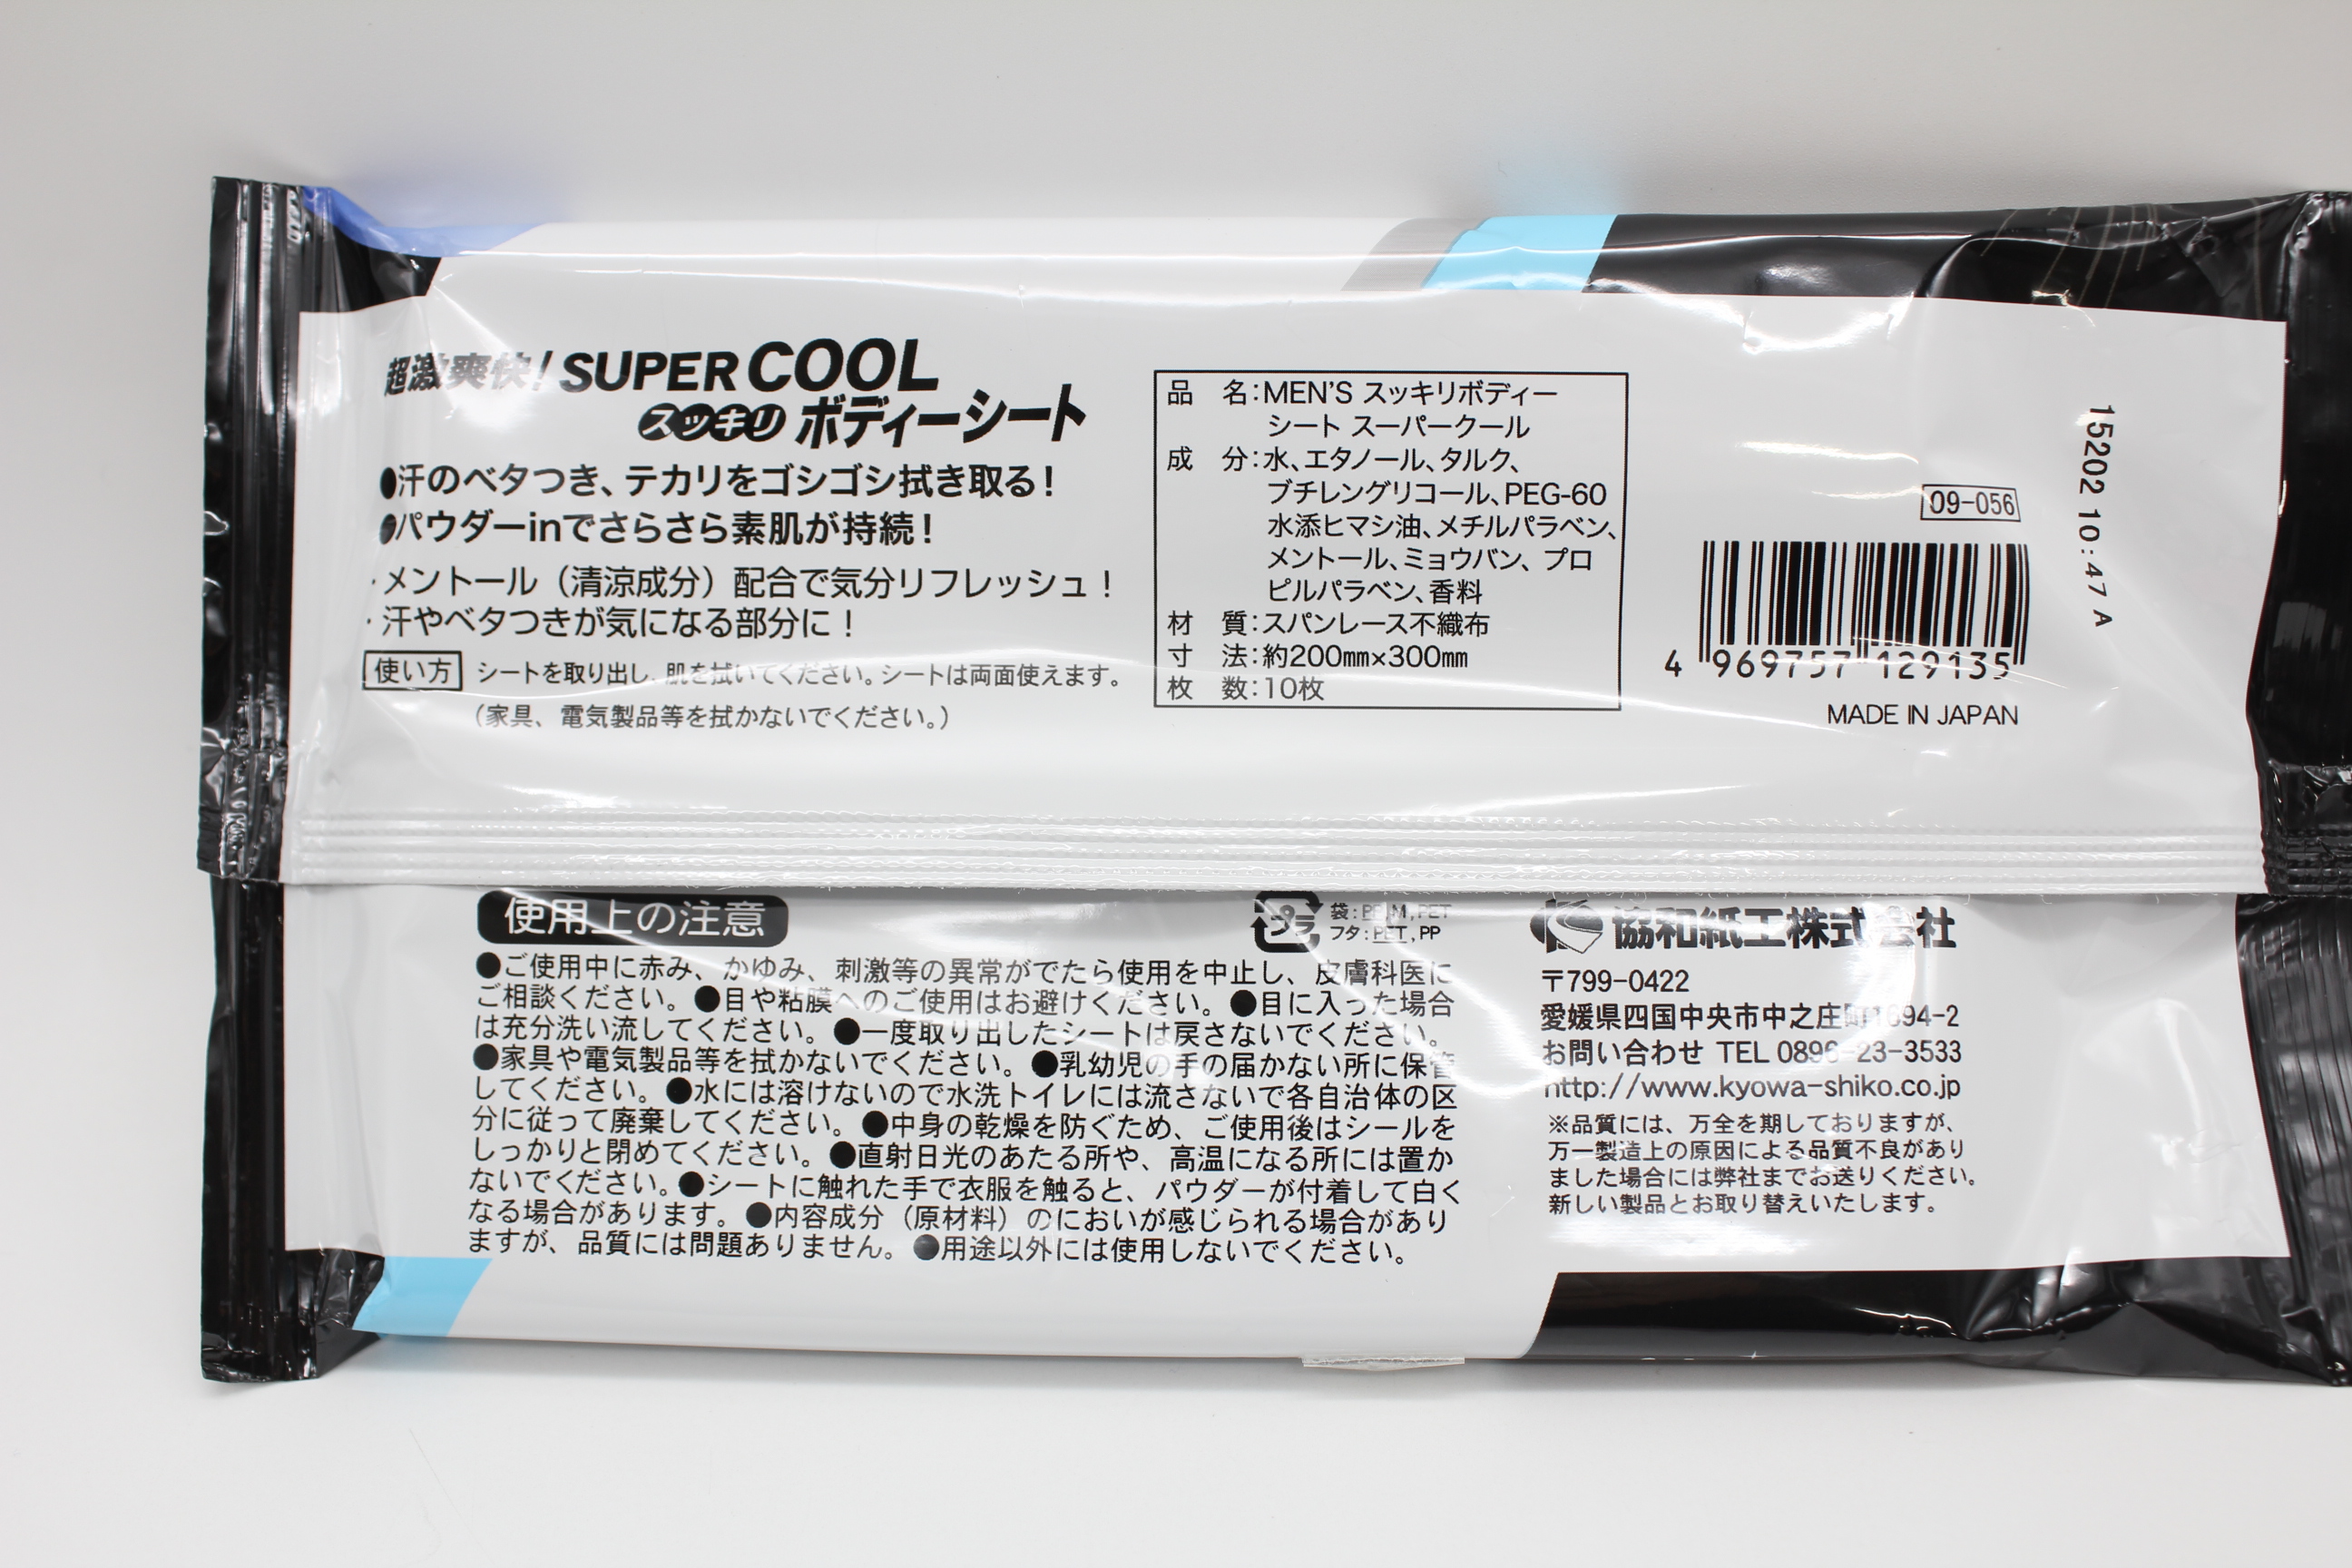 超激爽快！SUPER COOL
スッキリ ボディーシート
●汗のベタつき、テカリをゴシゴシ拭き取る！
●パウダーinでさらさら素肌が持続！
・メントール（清涼成分）配合で気分リフレッシュ！
・汗やベタつきが気になる部分に！
使い方 シートを取り出し、肌を拭いてください。シートは両面使えます。
（家具、電気製品等を拭かないでください。）
品　名：MEN'S スッキリボディー
シート スーパークール
成　分：水、エタノール、タルク、
ブチレングリコール、PEG-60
水添ヒマシ油、メチルパラベン、
メントール、ミョウバン、プロ
ピルパラベン、香料
材　質：スパンレース不織布
寸　法：約200mm×300mm
枚　数：10枚
09-056
4 969757 129135
MADE IN JAPAN
15202 10:47 A
使用上の注意
●ご使用中に赤み、かゆみ、刺激等の異常がでたら使用を中止し、皮膚科医に
ご相談ください。●目や粘膜へのご使用はお避けください。●目に入った場合
は充分洗い流してください。●一度取り出したシートは戻さないでください。
●家具や電気製品等を拭かないでください。●乳幼児の手の届かない所に保管
してください。●水には溶けないので水洗トイレには流さないで各自治体の区
分に従って廃棄してください。●中身の乾燥を防ぐため、ご使用後はシールを
しっかりと閉めてください。●直射日光のあたる所や、高温になる所には置か
ないでください。●シートに触れた手で衣服を触ると、パウダーが付着して白く
なる場合があります。●内容成分（原材料）のにおいが感じられる場合があり
ますが、品質には問題ありません。●用途以外には使用しないでください。
プラ
袋：PP,M,PET
フタ：PET,PP
協和紙工株式会社
〒799-0422
愛媛県四国中央市中之庄町1694-2
お問い合わせ TEL 0896-23-3533
http://www.kyowa-shiko.co.jp
※品質には、万全を期しておりますが、
万一製造上の原因による品質不良があり
ました場合には弊社までお送りください。
新しい製品とお取り替えいたします。